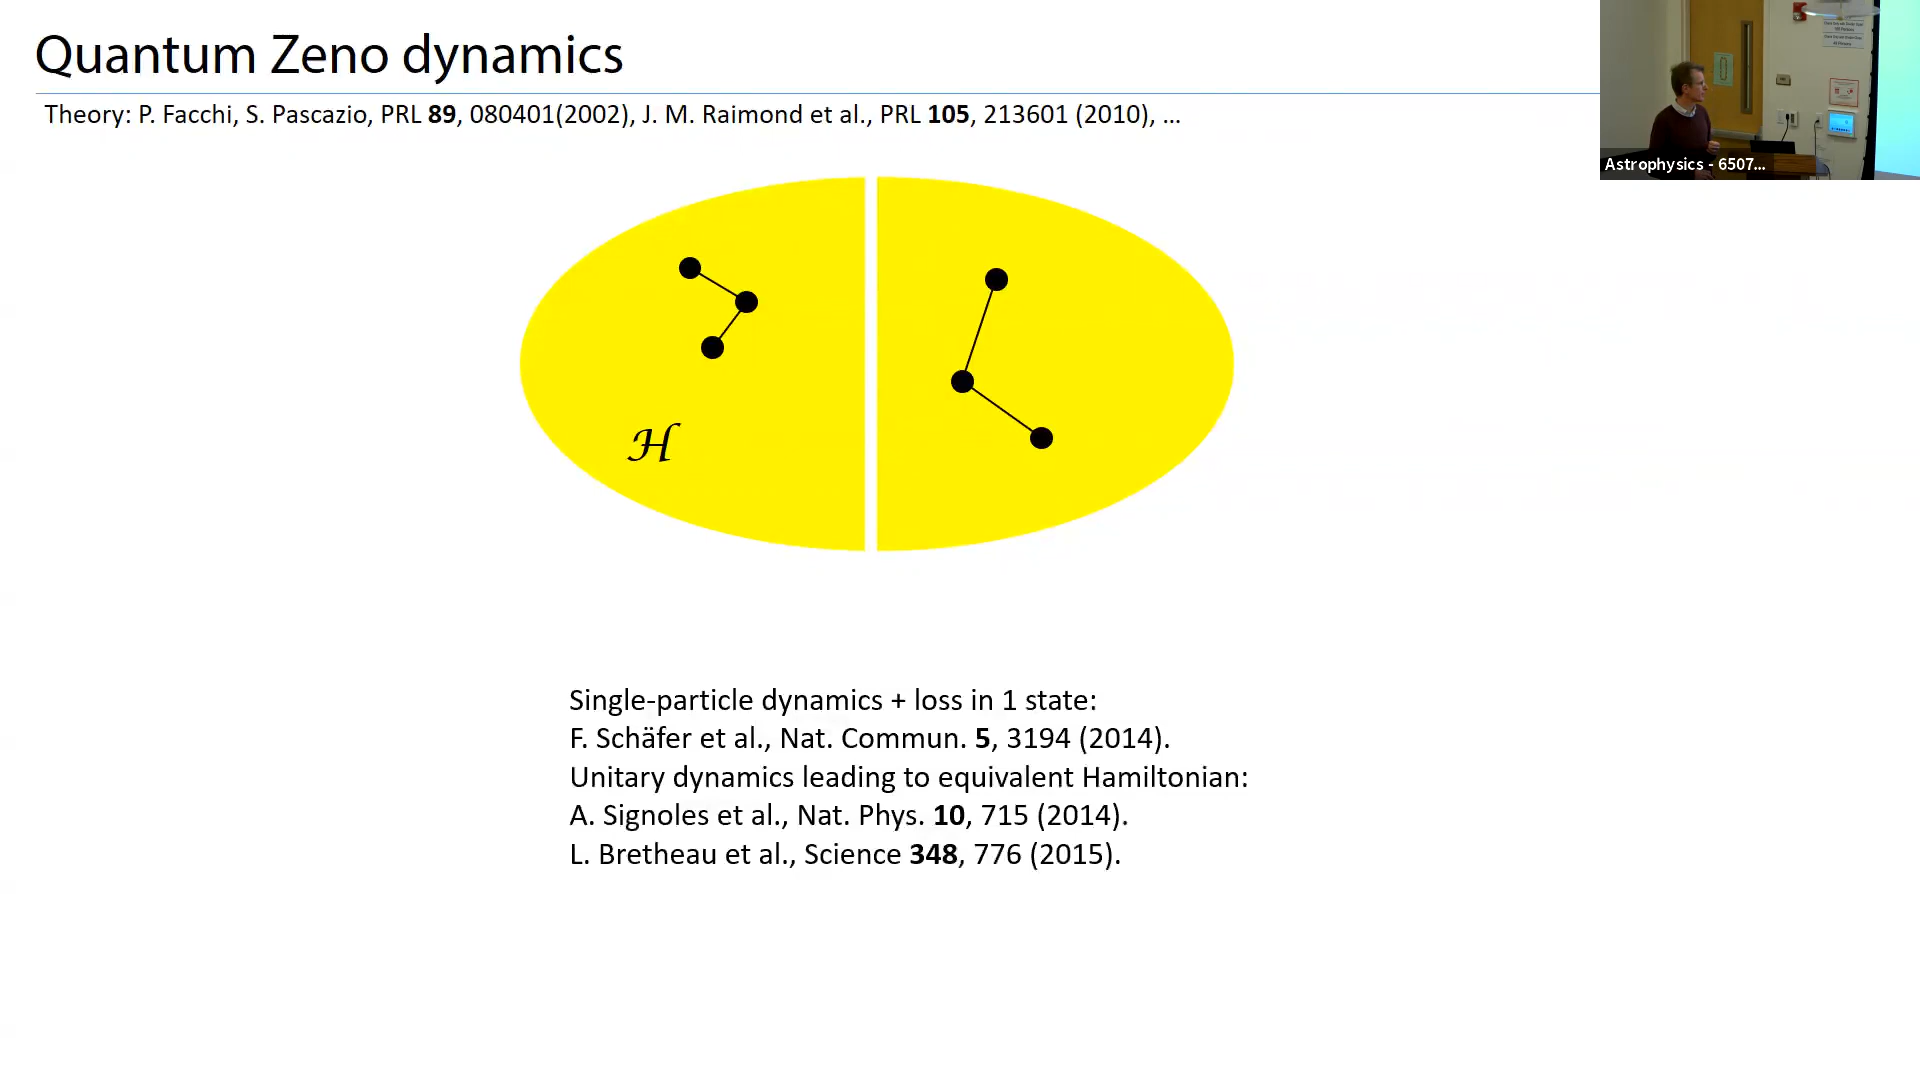 Quantum Zeno dynamics
Theory: P. Facchi, S. Pascazio, PRL 89, 080401(2002), J. M. Raimond et al., PRL 105, 213601 (2010), ...
Astrophysics - 6507...
ℋ
Single-particle dynamics + loss in 1 state:
F. Schäfer et al., Nat. Commun. 5, 3194 (2014).
Unitary dynamics leading to equivalent Hamiltonian:
A. Signoles et al., Nat. Phys. 10, 715 (2014).
L. Bretheau et al., Science 348, 776 (2015).